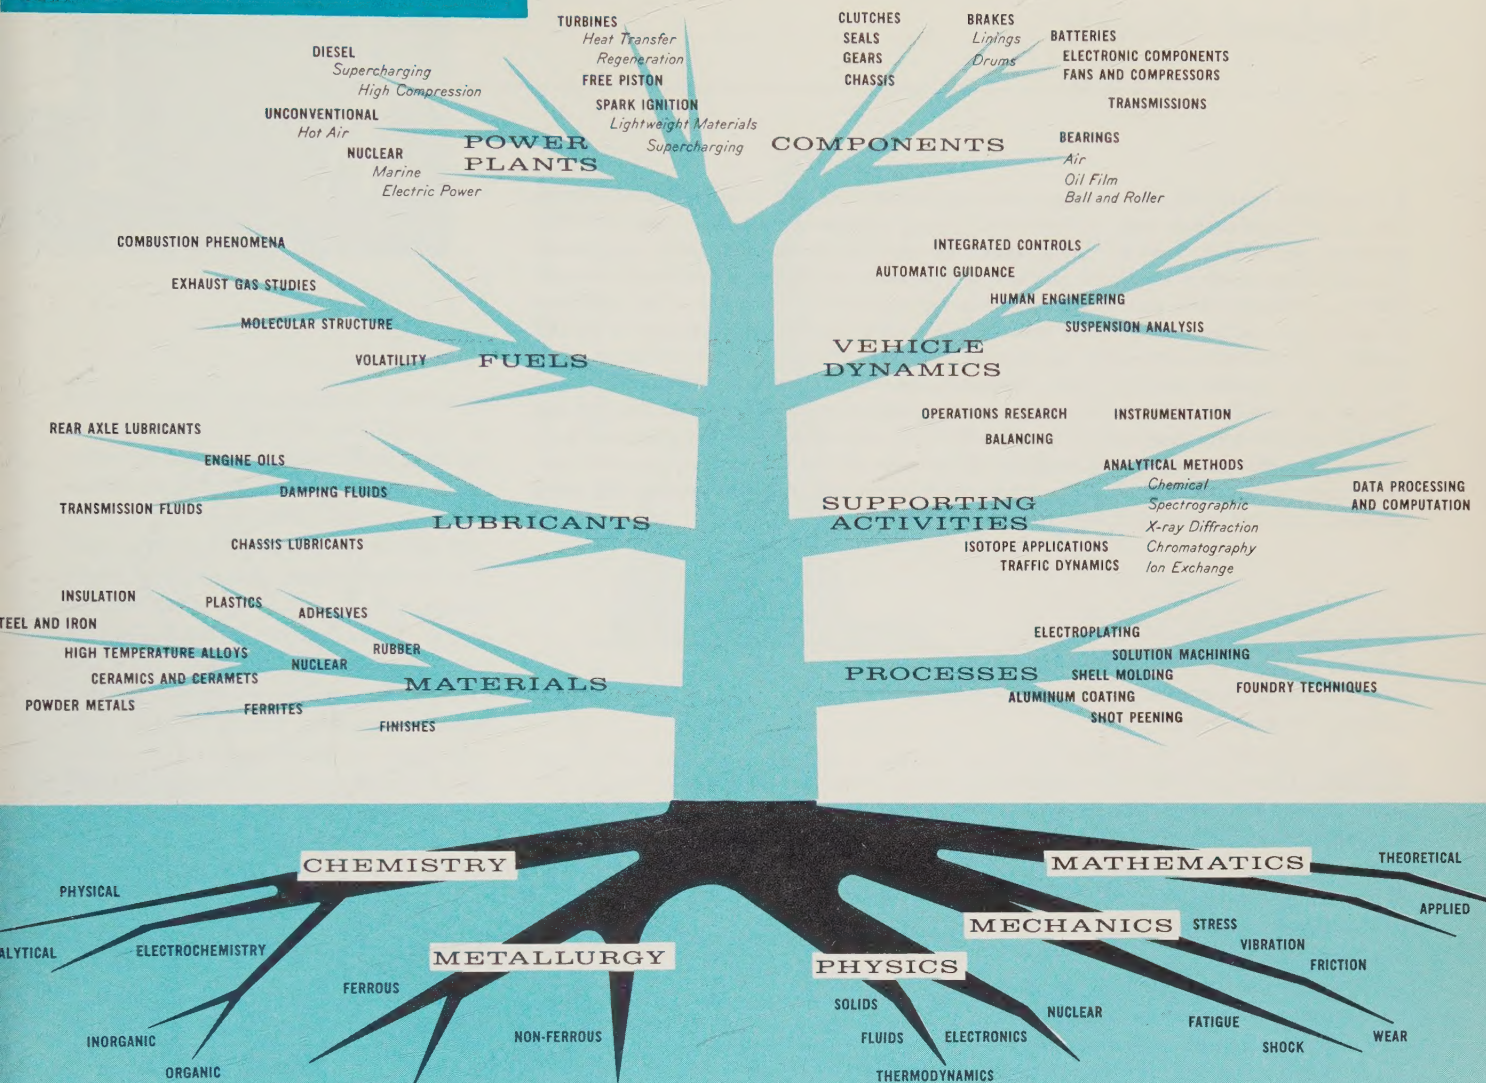 TURBINES
Heat Transfer
Regeneration
FREE PISTON
SPARK IGNITION
Lightweight Materials
Supercharging
DIESEL
Supercharging
High Compression
UNCONVENTIONAL
Hot Air
NUCLEAR
Marine
Electric Power
POWER
PLANTS
CLUTCHES
SEALS
GEARS
CHASSIS
BRAKES
Linings
Drums
BATTERIES
ELECTRONIC COMPONENTS
FANS AND COMPRESSORS
TRANSMISSIONS
COMPONENTS
BEARINGS
Air
Oil Film
Ball and Roller
COMBUSTION PHENOMENA
EXHAUST GAS STUDIES
MOLECULAR STRUCTURE
VOLATILITY
FUELS
INTEGRATED CONTROLS
AUTOMATIC GUIDANCE
HUMAN ENGINEERING
SUSPENSION ANALYSIS
VEHICLE
DYNAMICS
REAR AXLE LUBRICANTS
ENGINE OILS
DAMPING FLUIDS
TRANSMISSION FLUIDS
CHASSIS LUBRICANTS
LUBRICANTS
OPERATIONS RESEARCH
BALANCING
INSTRUMENTATION
ANALYTICAL METHODS
Chemical
Spectrographic
X-ray Diffraction
Chromatography
Ion Exchange
DATA PROCESSING
AND COMPUTATION
SUPPORTING
ACTIVITIES
ISOTOPE APPLICATIONS
TRAFFIC DYNAMICS
INSULATION
PLASTICS
ADHESIVES
TEEL AND IRON
HIGH TEMPERATURE ALLOYS
NUCLEAR
RUBBER
CERAMICS AND CERAMETS
POWDER METALS
FERRITES
FINISHES
MATERIALS
ELECTROPLATING
SOLUTION MACHINING
PROCESSES
SHELL MOLDING
FOUNDRY TECHNIQUES
ALUMINUM COATING
SHOT PEENING
CHEMISTRY
PHYSICAL
ALYTICAL
ELECTROCHEMISTRY
INORGANIC
ORGANIC
METALLURGY
FERROUS
NON-FERROUS
PHYSICS
SOLIDS
FLUIDS
THERMODYNAMICS
ELECTRONICS
NUCLEAR
MECHANICS
STRESS
VIBRATION
FRICTION
WEAR
FATIGUE
SHOCK
MATHEMATICS
THEORETICAL
APPLIED